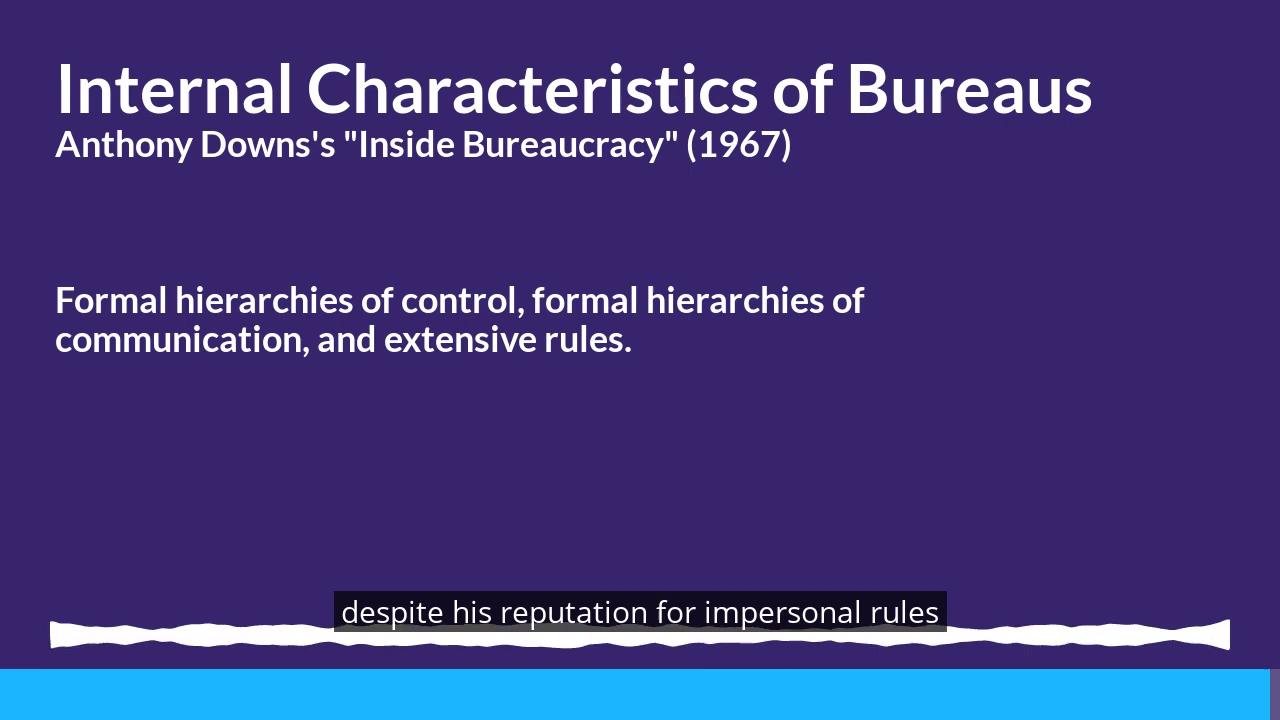 Internal Characteristics of Bureaus
Anthony Downs's "Inside Bureaucracy" (1967)
Formal hierarchies of control, formal hierarchies of
communication, and extensive rules.
despite his reputation for impersonal rules